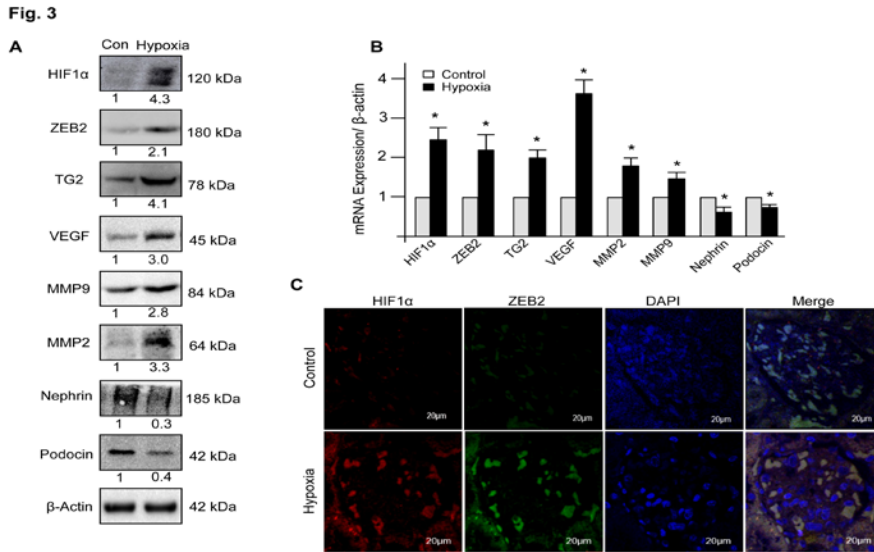 Fig. 3
A
Con Hypoxia
HIF1α 120 kDa
1 4.3
ZEB2 180 kDa
1 2.1
TG2 78 kDa
1 4.1
VEGF 45 kDa
1 3.0
MMP9 84 kDa
1 2.8
MMP2 64 kDa
1 3.3
Nephrin 185 kDa
1 0.3
Podocin 42 kDa
1 0.4
β-Actin 42 kDa
B
mRNA Expression/ β-actin
Control
Hypoxia
4
3
2
1
* * * * * * * *
HIF1α ZEB2 TG2 VEGF MMP2 MMP9 Nephrin Podocin
C
HIF1α ZEB2 DAPI Merge
Control
20µm 20µm 20µm 20µm
Hypoxia
20µm 20µm 20µm 20µm